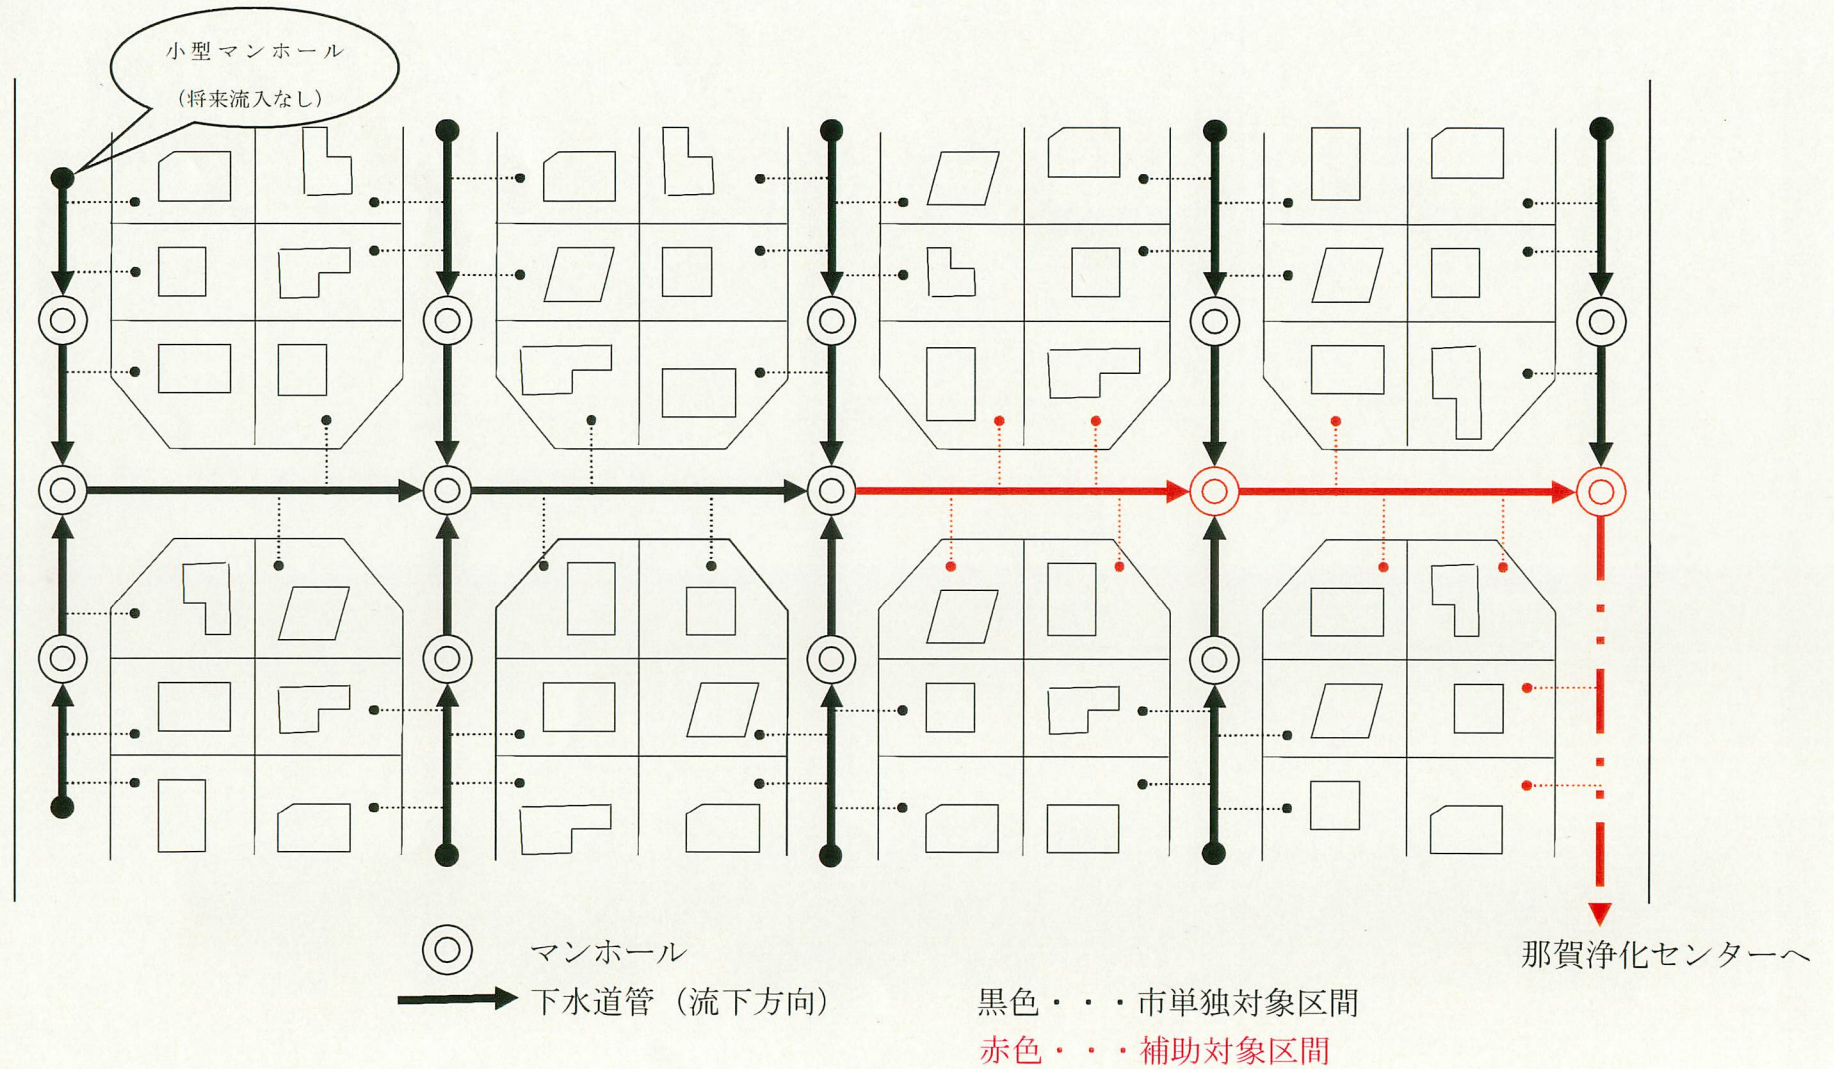 小型マンホール
（将来流入なし）
マンホール
下水道管（流下方向）
那賀浄化センターへ
黒色・・・市単独対象区間
赤色・・・補助対象区間